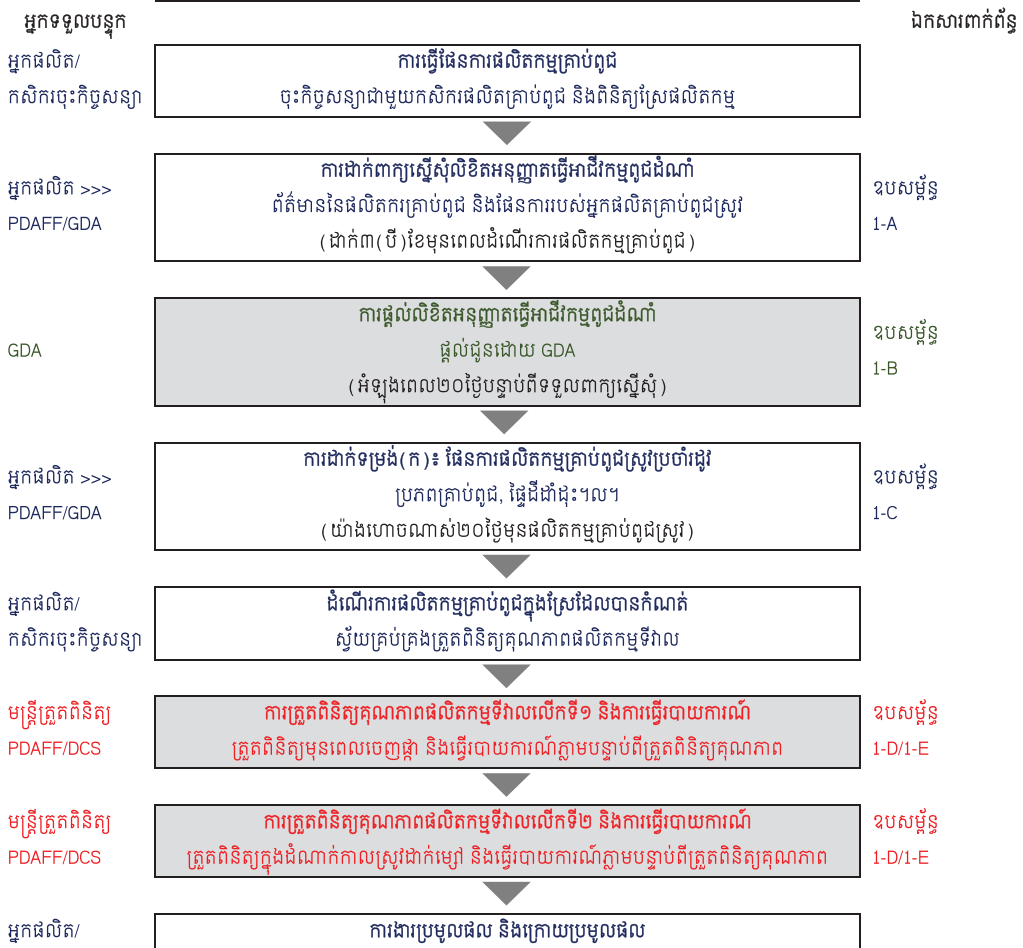 អ្នកទទួលបន្ទុក
ឯកសារពាក់ព័ន្ធ
អ្នកផលិត/
កសិករចុះកិច្ចសន្យា
ការធ្វើផែនការផលិតកម្មគ្រាប់ពូជ
ចុះកិច្ចសន្យាជាមួយកសិករផលិតគ្រាប់ពូជ និងពិនិត្យស្រែផលិតកម្ម
អ្នកផលិត >>>
PDAFF/GDA
ការដាក់ពាក្យស្នើសុំលិខិតអនុញ្ញាតធ្វើអាជីវកម្មពូជដំណាំ
ព័ត៌មាននៃផលិតករគ្រាប់ពូជ និងផែនការរបស់អ្នកផលិតគ្រាប់ពូជស្រូវ
(ដាក់៣(បី)ខែមុនពេលដំណើរការផលិតកម្មគ្រាប់ពូជ)
ឧបសម្ព័ន្ធ
1-A
GDA
ការផ្តល់លិខិតអនុញ្ញាតធ្វើអាជីវកម្មពូជដំណាំ
ផ្តល់ជូនដោយ GDA
(អំឡុងពេល២០ថ្ងៃបន្ទាប់ពីទទួលពាក្យស្នើសុំ)
ឧបសម្ព័ន្ធ
1-B
អ្នកផលិត >>>
PDAFF/GDA
ការដាក់ទម្រង់(ក)៖ ផែនការផលិតកម្មគ្រាប់ពូជស្រូវប្រចាំរដូវ
ប្រភពគ្រាប់ពូជ, ផ្ទៃដីដាំដុះ។ល។
(យ៉ាងហោចណាស់២០ថ្ងៃមុនផលិតកម្មគ្រាប់ពូជស្រូវ)
ឧបសម្ព័ន្ធ
1-C
អ្នកផលិត/
កសិករចុះកិច្ចសន្យា
ដំណើរការផលិតកម្មគ្រាប់ពូជក្នុងស្រែដែលបានកំណត់
ស្វ័យគ្រប់គ្រងត្រួតពិនិត្យគុណភាពផលិតកម្មទីវាល
មន្ត្រីត្រួតពិនិត្យ
PDAFF/DCS
ការត្រួតពិនិត្យគុណភាពផលិតកម្មទីវាលលើកទី១ និងការធ្វើរបាយការណ៍
ត្រួតពិនិត្យមុនពេលចេញផ្កា និងធ្វើរបាយការណ៍ភ្លាមបន្ទាប់ពីត្រួតពិនិត្យគុណភាព
ឧបសម្ព័ន្ធ
1-D/1-E
មន្ត្រីត្រួតពិនិត្យ
PDAFF/DCS
ការត្រួតពិនិត្យគុណភាពផលិតកម្មទីវាលលើកទី២ និងការធ្វើរបាយការណ៍
ត្រួតពិនិត្យក្នុងដំណាក់កាលស្រូវដាក់ម្សៅ និងធ្វើរបាយការណ៍ភ្លាមបន្ទាប់ពីត្រួតពិនិត្យគុណភាព
ឧបសម្ព័ន្ធ
1-D/1-E
អ្នកផលិត/
ការងារប្រមូលផល និងក្រោយប្រមូលផល